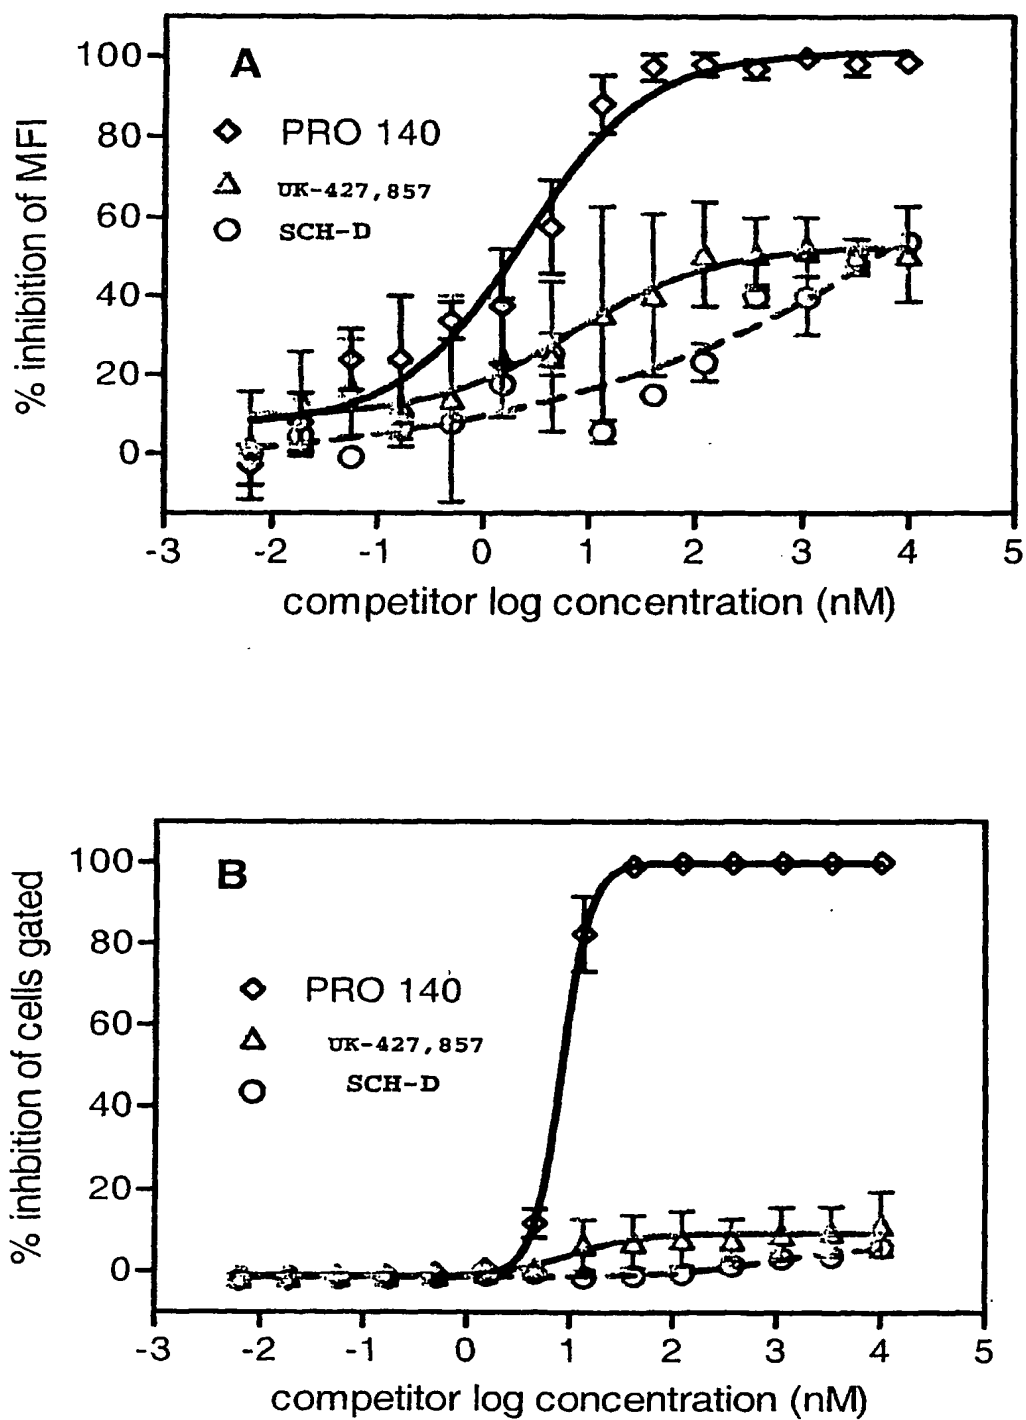 A
100
80
60
40
20
0
% inhibition of MFI
PRO 140
UK-427,857
SCH-D
-3 -2 -1 0 1 2 3 4 5
competitor log concentration (nM)
B
100
80
60
40
20
0
% inhbition of cells gated
PRO 140
UK-427,857
SCH-D
-3 -2 -1 0 1 2 3 4 5
competitor log concentration (nM)